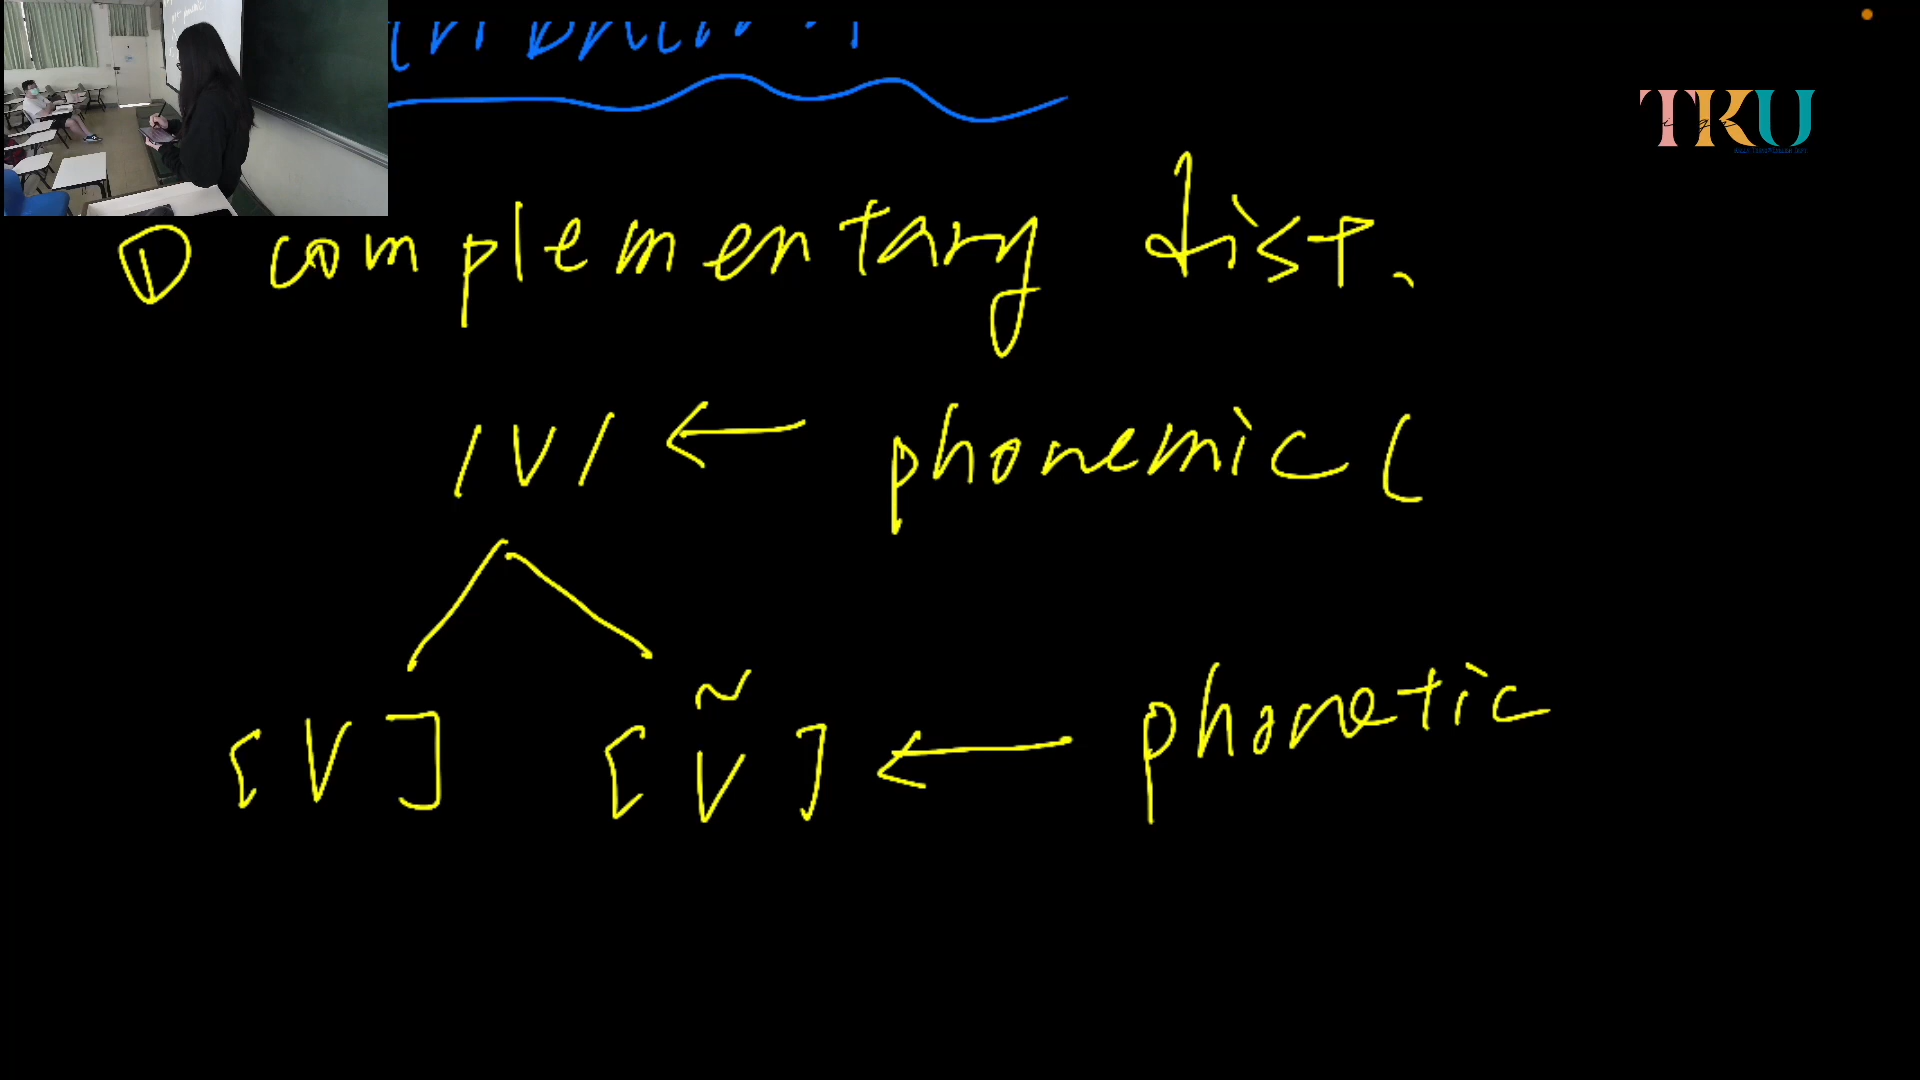 ① complementary dist.
/V/ ← phonemic (
[V] [Ṽ] ← phonetic
TKU